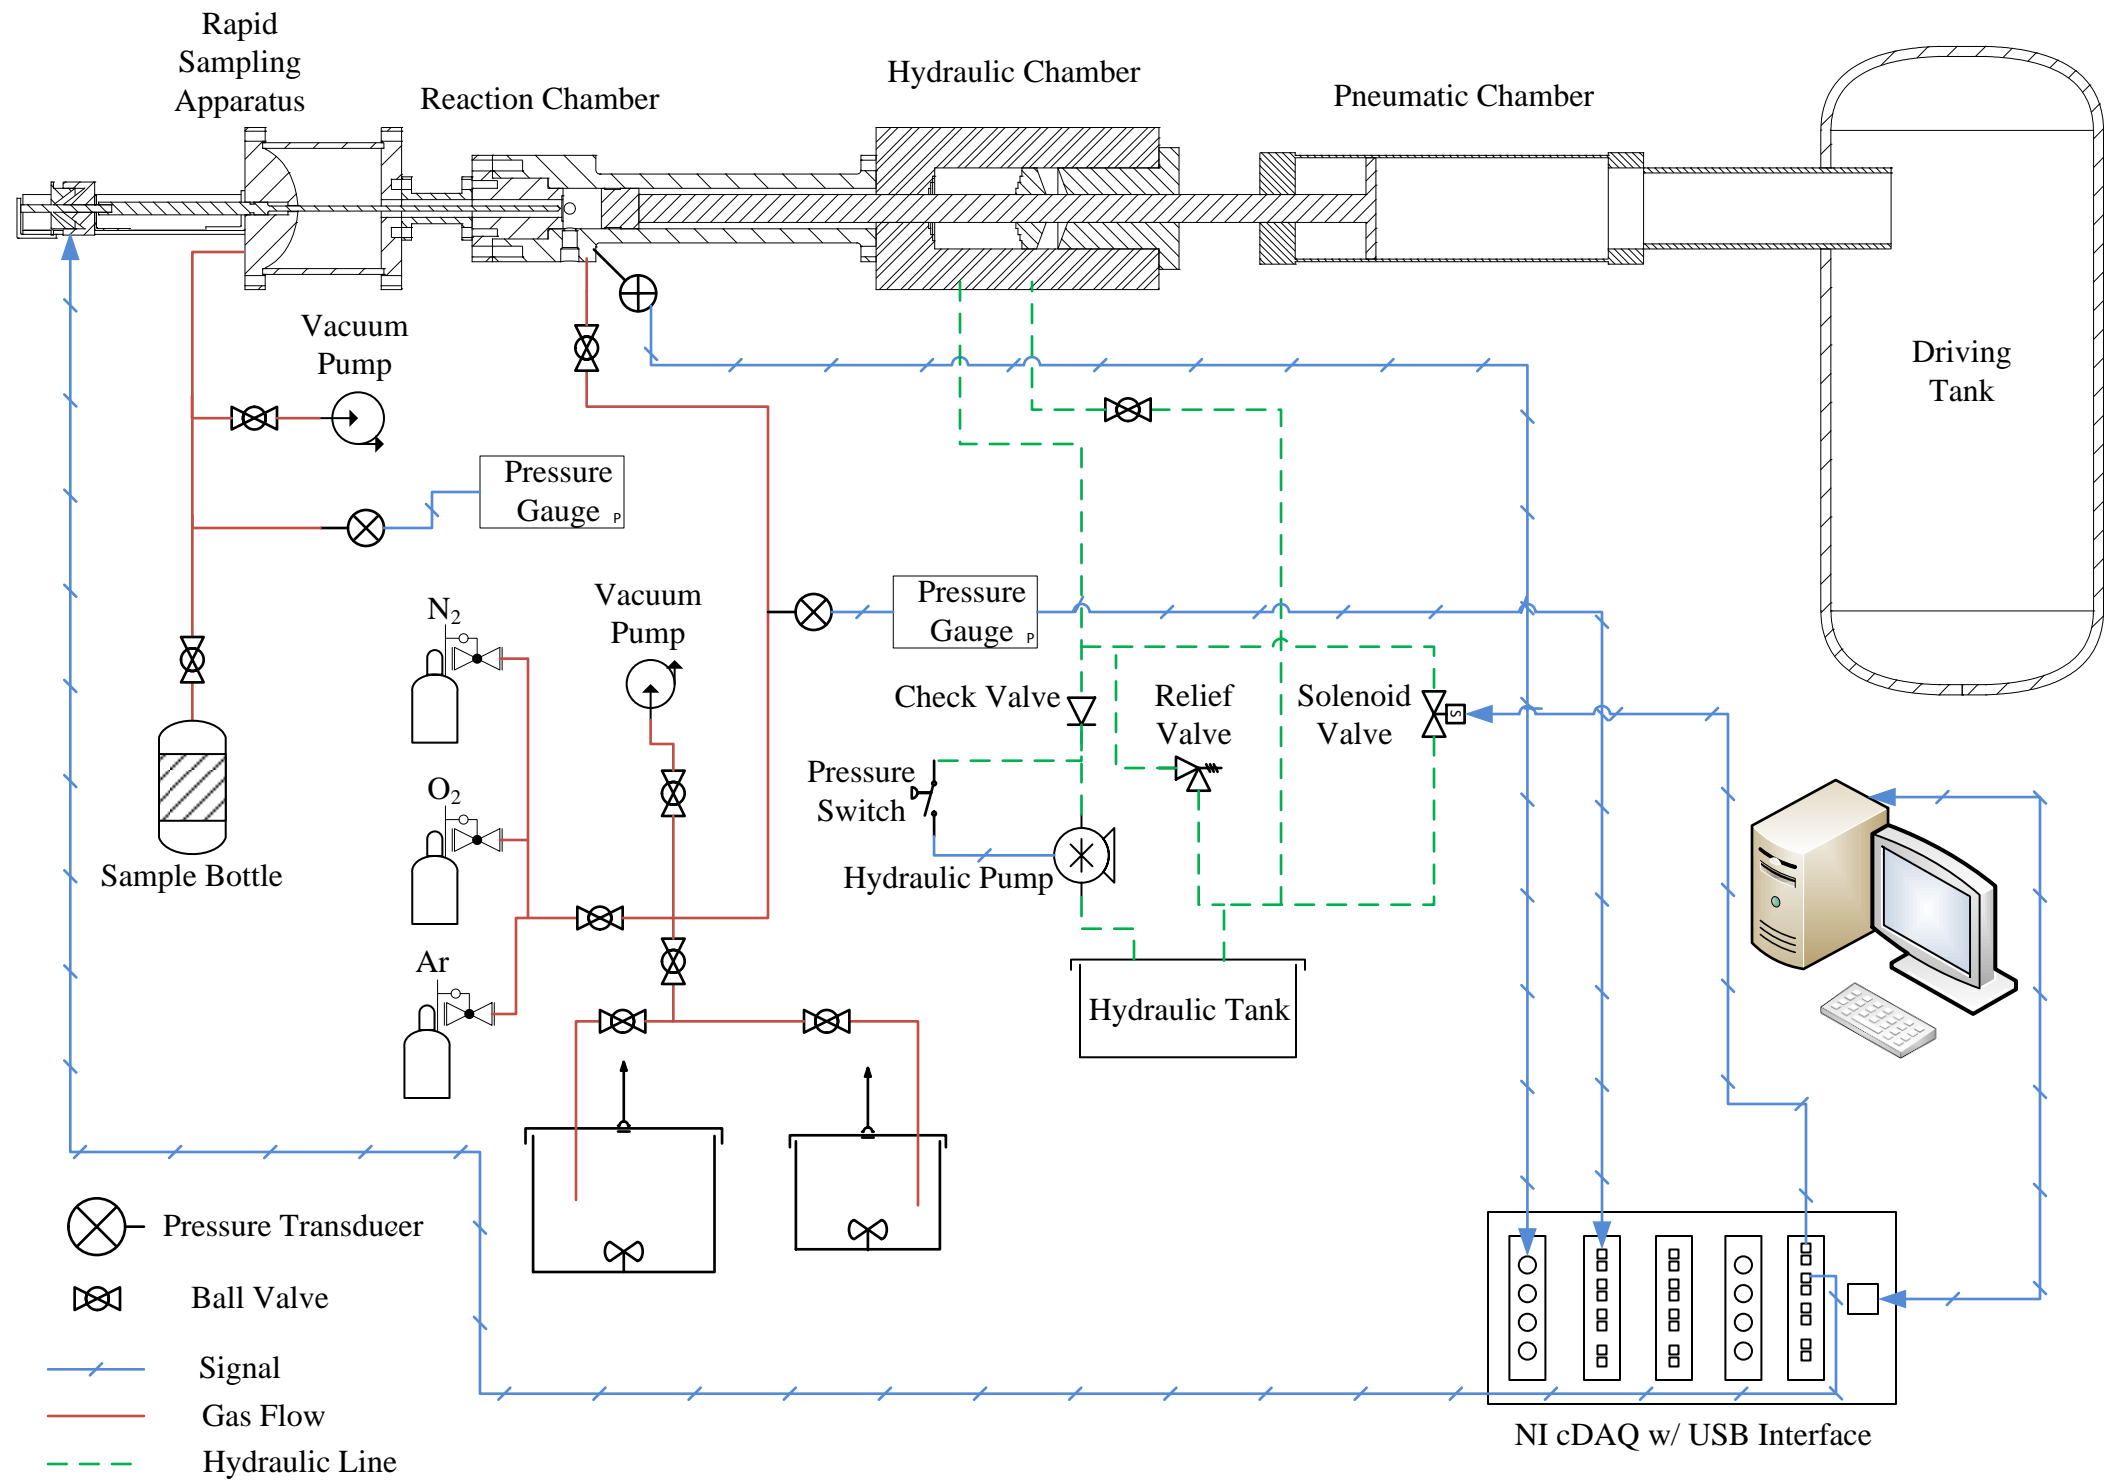 Rapid
Sampling
Apparatus
Reaction Chamber
Hydraulic Chamber
Pneumatic Chamber
Vacuum
Pump
Driving
Tank
Pressure
Gauge P
N2
Vacuum
Pump
Pressure
Gauge P
Check Valve
Relief
Valve
Solenoid
Valve
S
Pressure
Switch
O2
Sample Bottle
Hydraulic Pump
Ar
Hydraulic Tank
Pressure Transducer
Ball Valve
Signal
Gas Flow
Hydraulic Line
NI cDAQ w/ USB Interface